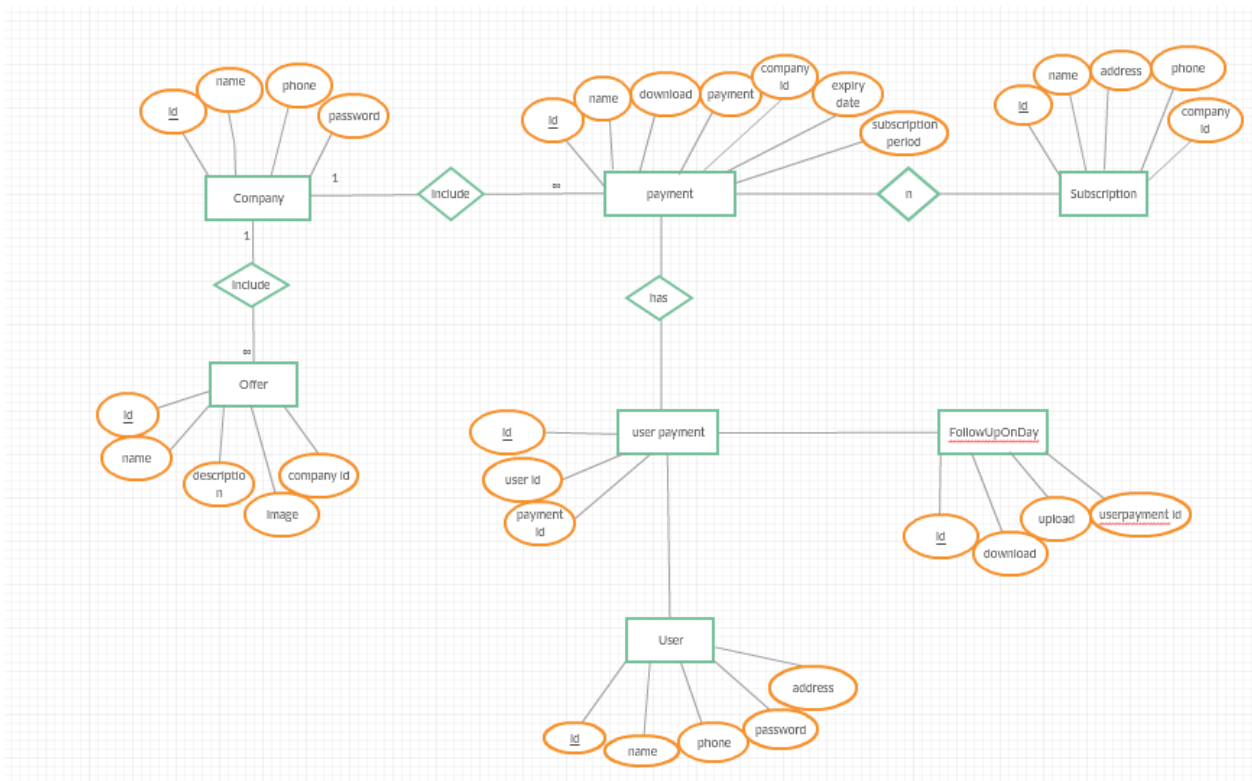 id
name
phone
password
Company
1
include
∞
id
name
download
payment
company
id
expiry
date
subscription
period
payment
n
id
name
address
phone
company
id
Subscription
1
include
∞
Offer
id
name
descriptio
n
image
company id
has
user payment
id
user id
payment
id
FollowUpOnDay
id
download
upload
userpayment id
User
id
name
phone
password
address